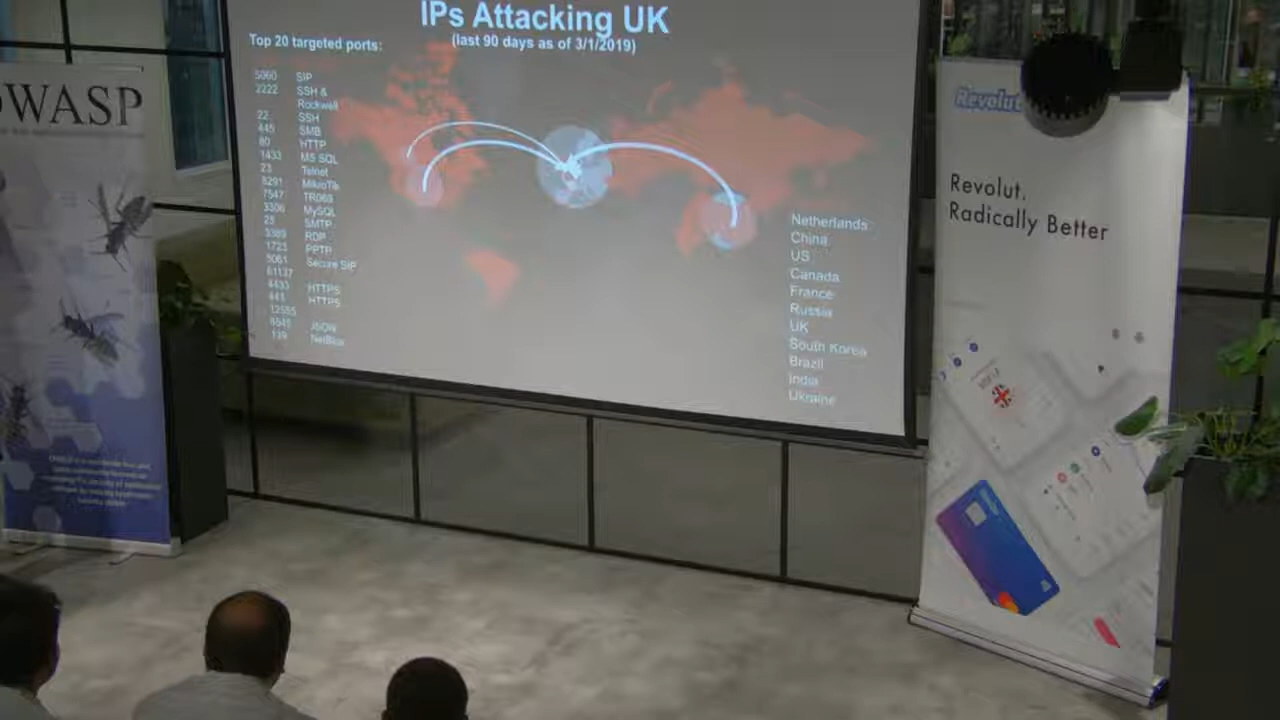 IPs Attacking UK
(last 90 days as of 3/1/2019)
Top 20 targeted ports:
5060 SIP
2222 SSH &
Rockwell
22 SSH
445 SMB
80 HTTP
1433 MS SQL
23 Telnet
8291 MikroTik
7547 TR069
3306 MySQL
25 SMTP
3389 RDP
1723 PPTP
5061 Secure SIP
61137
4433 HTTPS
443 HTTPS
JSON
139 NetBios
Netherlands
China
US
Canada
France
Russia
UK
South Korea
Brazil
India
Ukraine
OWASP
Revolut
Revolut.
Radically Better